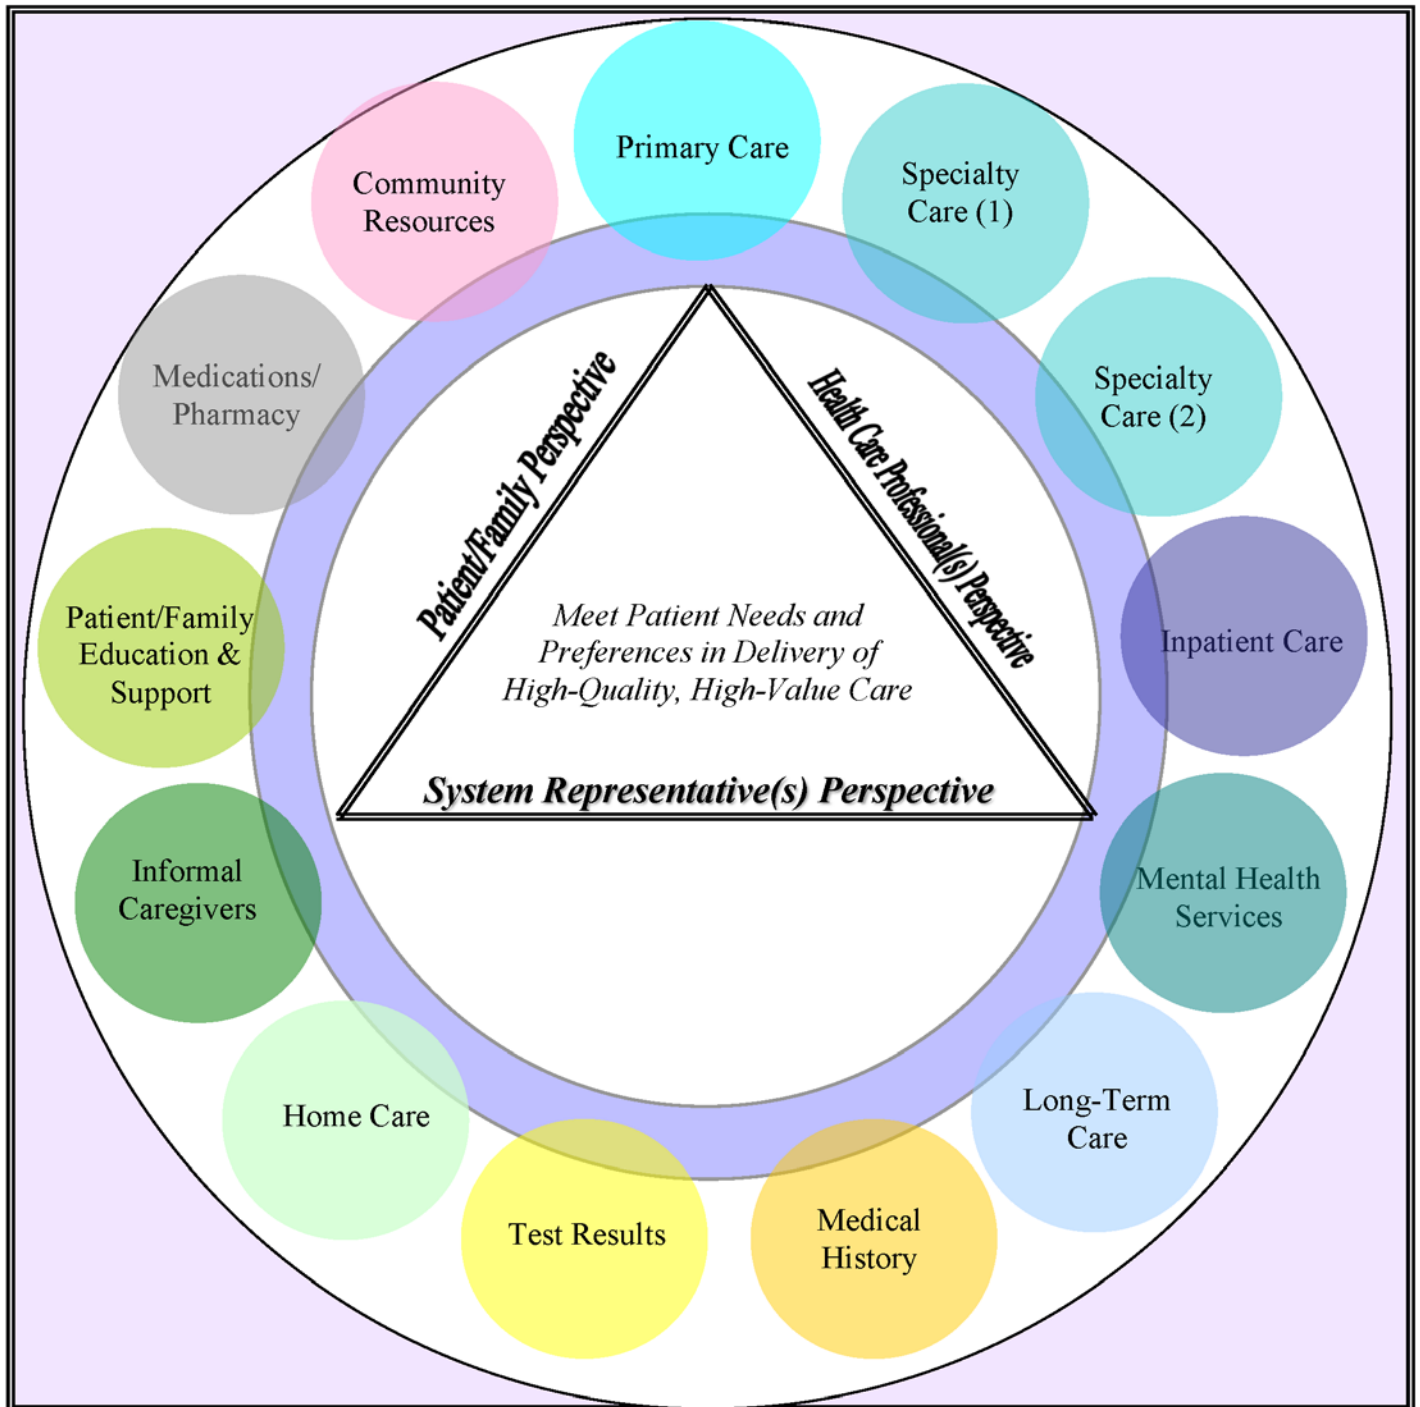 Primary Care
Specialty
Care (1)
Specialty
Care (2)
Inpatient Care
Mental Health
Services
Long-Term
Care
Medical
History
Test Results
Home Care
Informal
Caregivers
Patient/Family
Education &
Support
Medications/
Pharmacy
Community
Resources
Patient/Family Perspective
Health Care Professional(s) Perspective
Meet Patient Needs and
Preferences in Delivery of
High-Quality, High-Value Care
System Representative(s) Perspective